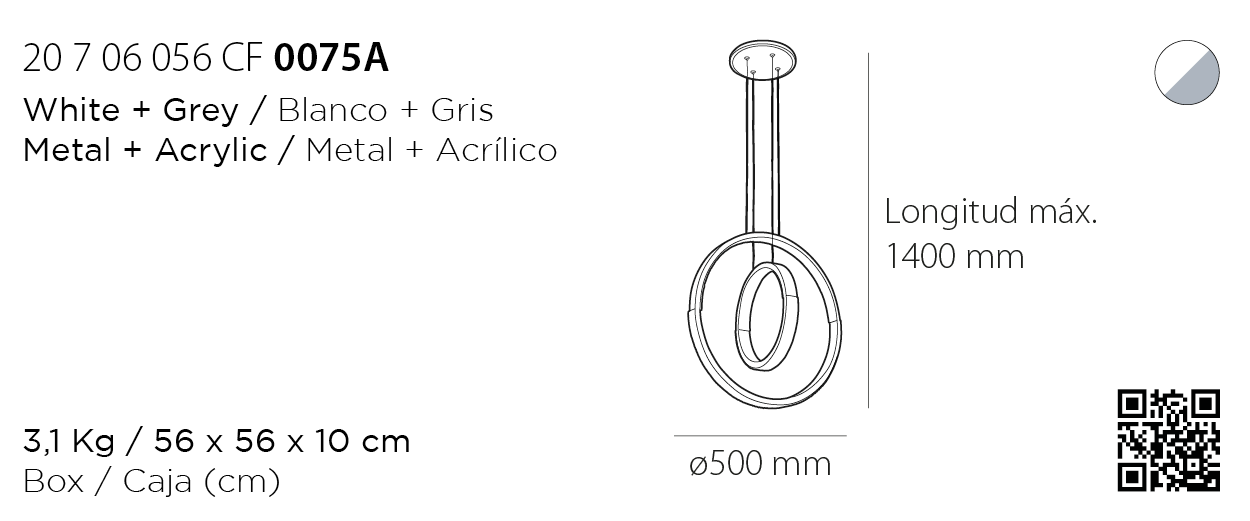 20 7 06 056 CF 0075A
White + Grey / Blanco + Gris
Metal + Acrylic / Metal + Acrílico
Longitud máx.
1400 mm
3,1 Kg / 56 x 56 x 10 cm
Box / Caja (cm)
ø500 mm